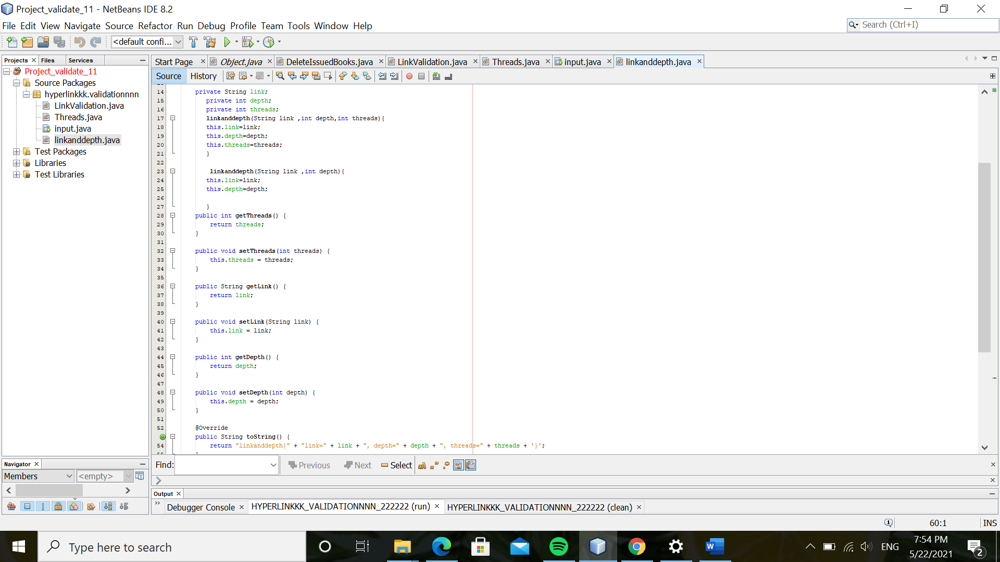 Project_validate_11 - NetBeans IDE 8.2
File Edit View Navigate Source Refactor Run Debug Profile Team Tools Window Help
Search (Ctrl+I)
<default confi...
Projects Files Services
Project_validate_11
Source Packages
hyperlinkkk.validationnnn
LinkValidation.java
Threads.java
input.java
linkanddepth.java
Test Packages
Libraries
Test Libraries
Start Page Object.java DeleteIssuedBooks.java LinkValidation.java Threads.java input.java linkanddepth.java
Source History
14 private String link;
15 private int depth;
16 private int threads;
17 linkanddepth(String link ,int depth,int threads){
18 this.link=link;
19 this.depth=depth;
20 this.threads=threads;
21 }
22
23 linkanddepth(String link ,int depth){
24 this.link=link;
25 this.depth=depth;
26
27 }
28 public int getThreads() {
29 return threads;
30 }
31
32 public void setThreads(int threads) {
33 this.threads = threads;
34 }
35
36 public String getLink() {
37 return link;
38 }
39
40 public void setLink(String link) {
41 this.link = link;
42 }
43
44 public int getDepth() {
45 return depth;
46 }
47
48 public void setDepth(int depth) {
49 this.depth = depth;
50 }
51
52 @Override
public String toString() {
54 return "linkanddepth{" + "link=" + link + ", depth=" + depth + ", threads=" + threads + '}';
Find: Previous Next Select
Navigator
Members <empty>
Output
Debugger Console HYPERLINKKK_VALIDATIONNNN_222222 (run) HYPERLINKKK_VALIDATIONNNN_222222 (clean)
60:1 INS
Type here to search
ENG
7:54 PM
5/22/2021
2